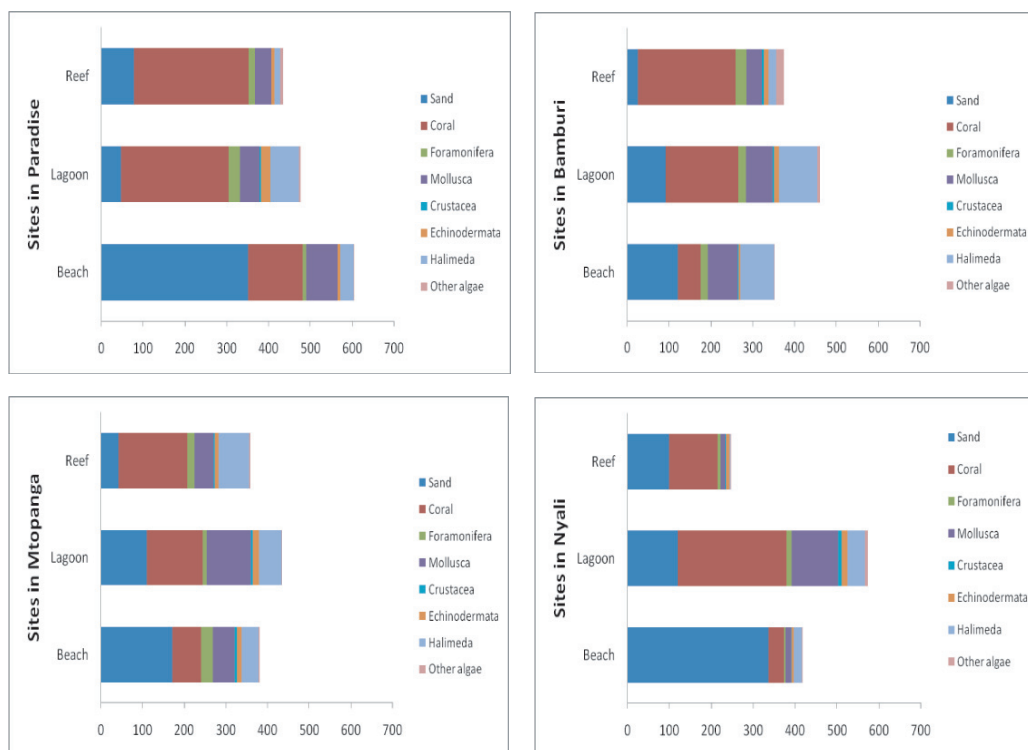 Sites in Paradise
Reef
Lagoon
Beach
0 100 200 300 400 500 600 700
Sand
Coral
Foramonifera
Mollusca
Crustacea
Echinodermata
Halimeda
Other algae
Sites in Bamburi
Reef
Lagoon
Beach
0 100 200 300 400 500 600 700
Sand
Coral
Foramonifera
Mollusca
Crustacea
Echinodermata
Halimeda
Other algae
Sites in Mtopanga
Reef
Lagoon
Beach
0 100 200 300 400 500 600 700
Sand
Coral
Foramonifera
Mollusca
Crustacea
Echinodermata
Halimeda
Other algae
Sites in Nyali
Reef
Lagoon
Beach
0 100 200 300 400 500 600 700
Sand
Coral
Foramonifera
Mollusca
Crustacea
Echinodermata
Halimeda
Other algae